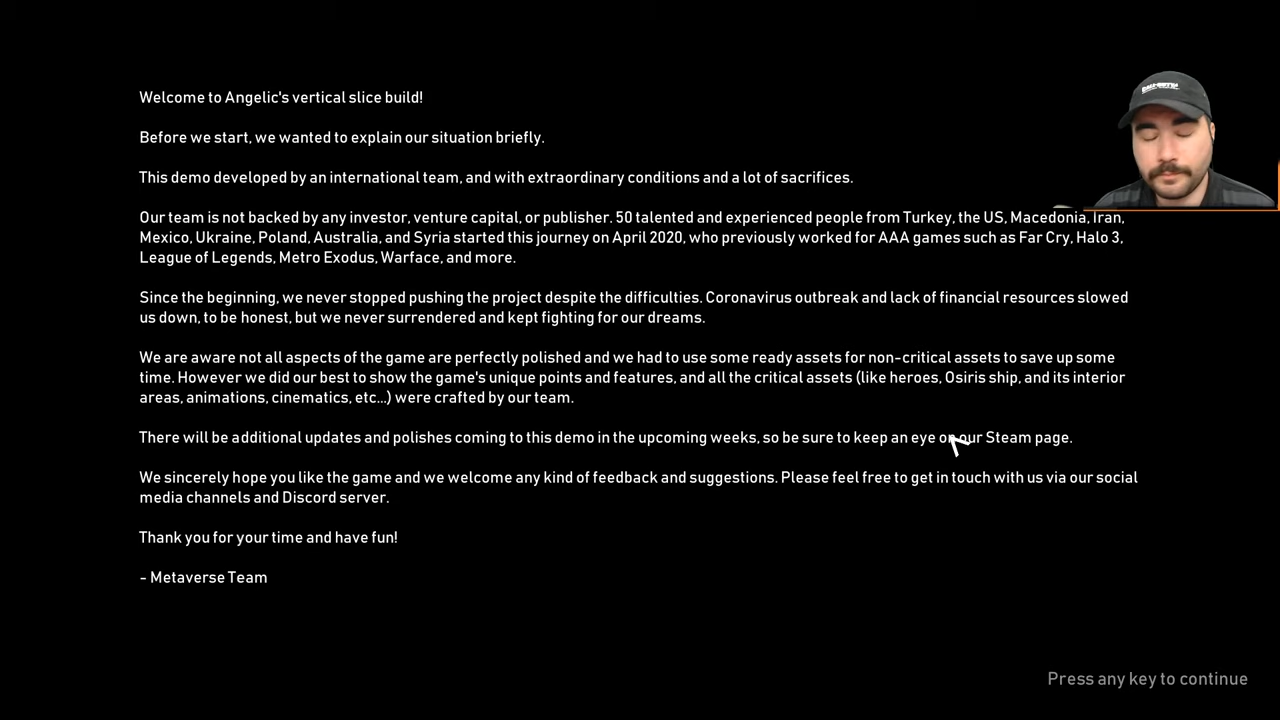 Welcome to Angelic's vertical slice build!
Before we start, we wanted to explain our situation briefly.
This demo developed by an international team, and with extraordinary conditions and a lot of sacrifices.
Our team is not backed by any investor, venture capital, or publisher. 50 talented and experienced people from Turkey, the US, Macedonia, Iran,
Mexico, Ukraine, Poland, Australia, and Syria started this journey on April 2020, who previously worked for AAA games such as Far Cry, Halo 3,
League of Legends, Metro Exodus, Warface, and more.
Since the beginning, we never stopped pushing the project despite the difficulties. Coronavirus outbreak and lack of financial resources slowed
us down, to be honest, but we never surrendered and kept fighting for our dreams.
We are aware not all aspects of the game are perfectly polished and we had to use some ready assets for non-critical assets to save up some
time. However we did our best to show the game's unique points and features, and all the critical assets (like heroes, Osiris ship, and its interior
areas, animations, cinematics, etc...) were crafted by our team.
There will be additional updates and polishes coming to this demo in the upcoming weeks, so be sure to keep an eye on our Steam page.
We sincerely hope you like the game and we welcome any kind of feedback and suggestions. Please feel free to get in touch with us via our social
media channels and Discord server.
Thank you for your time and have fun!
- Metaverse Team
Press any key to continue